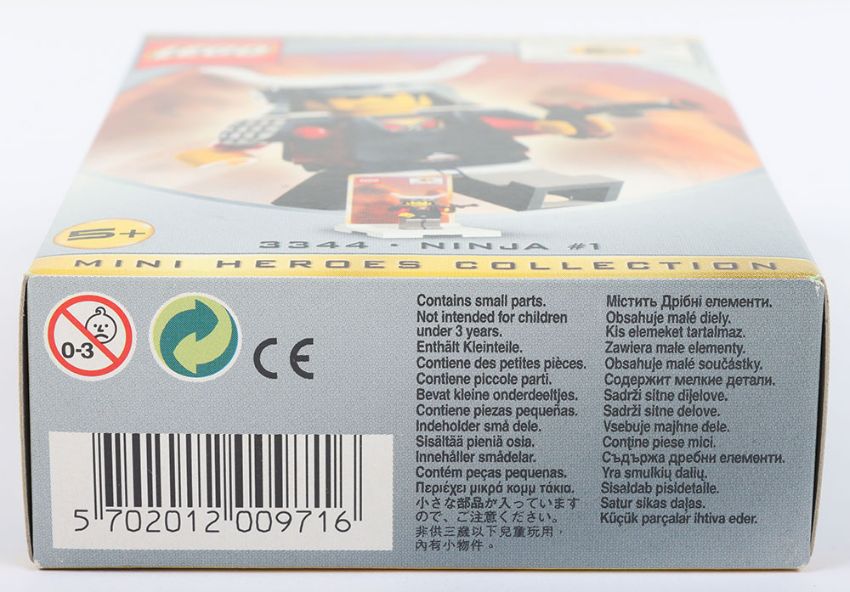 LEGO
5+
3344 · NINJA #1
MINI HEROES COLLECTION
0-3
CE
Contains small parts.
Not intended for children
under 3 years.
Enthält Kleinteile.
Contiene des petites pièces.
Contiene piccole parti.
Bevat kleine onderdeeltjes.
Contiene piezas pequeñas.
Indeholder små dele.
Sisältää pieniä osia.
Innehåller smådelar.
Contém peças pequenas.
Περιέχει μικρά κομμ τάκια.
小さな部品が入っています
ので、ご注意ください。
非供三歲以下兒童玩用，
內有小物件。
Містить Дрібні елементи.
Obsahuje malé diely.
Kis elemeket tartalmaz.
Zawiera małe elementy.
Obsahuje malé součástky.
Содержит мелкие детали.
Sadrži sitne dijelove.
Sadrži sitne delove.
Vsebuje majhne dele.
Conține piese mici.
Съдържа дребни елементи.
Yra smulkių dalių.
Sisaldab pisidetaile.
Satur sīkas daļas.
Küçük parçalar ihtiva eder.
5 702012 009716